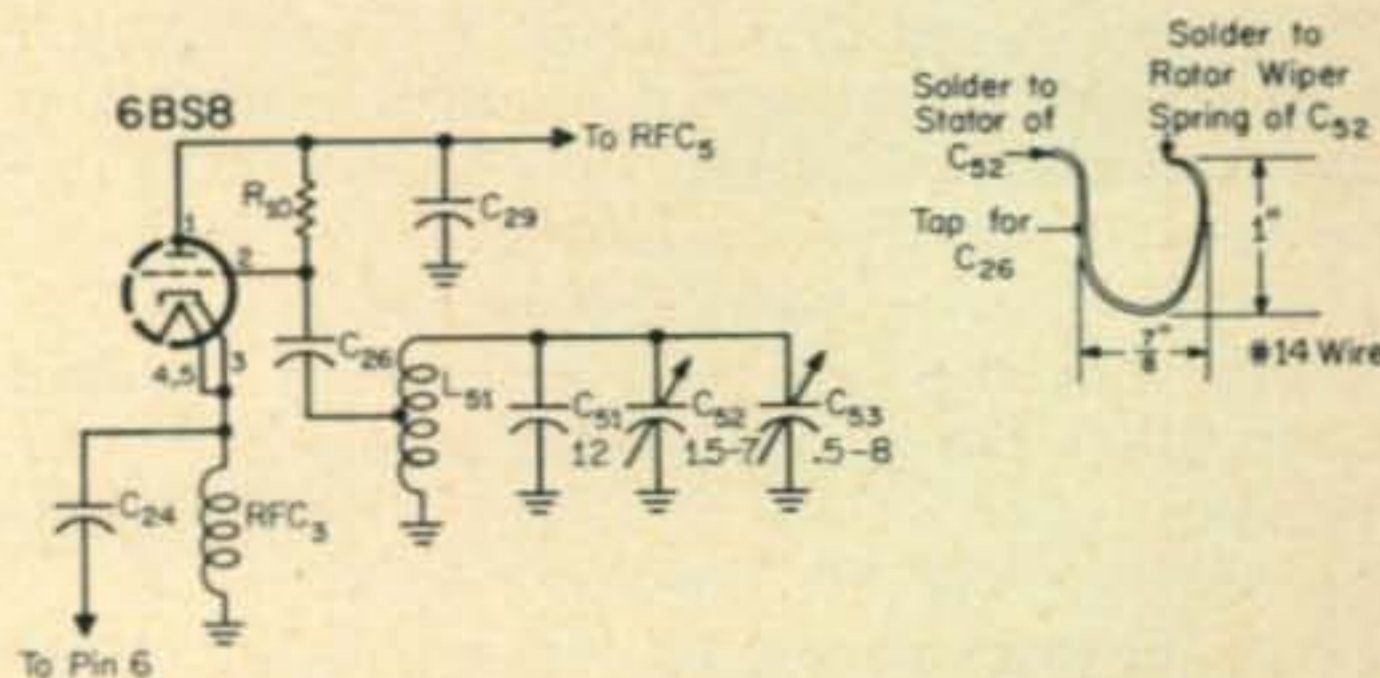 6BS8
To RFC5
R10
C29
1
2
3
4,5
C26
L51
C51
12
C52
1.5-7
C53
.5-8
C24
RFC3
To Pin 6
Solder to
Stator of
C52
Tap for
C26
Solder to
Rotor Wiper
Spring of C52
1"
7/8"
#14 Wire